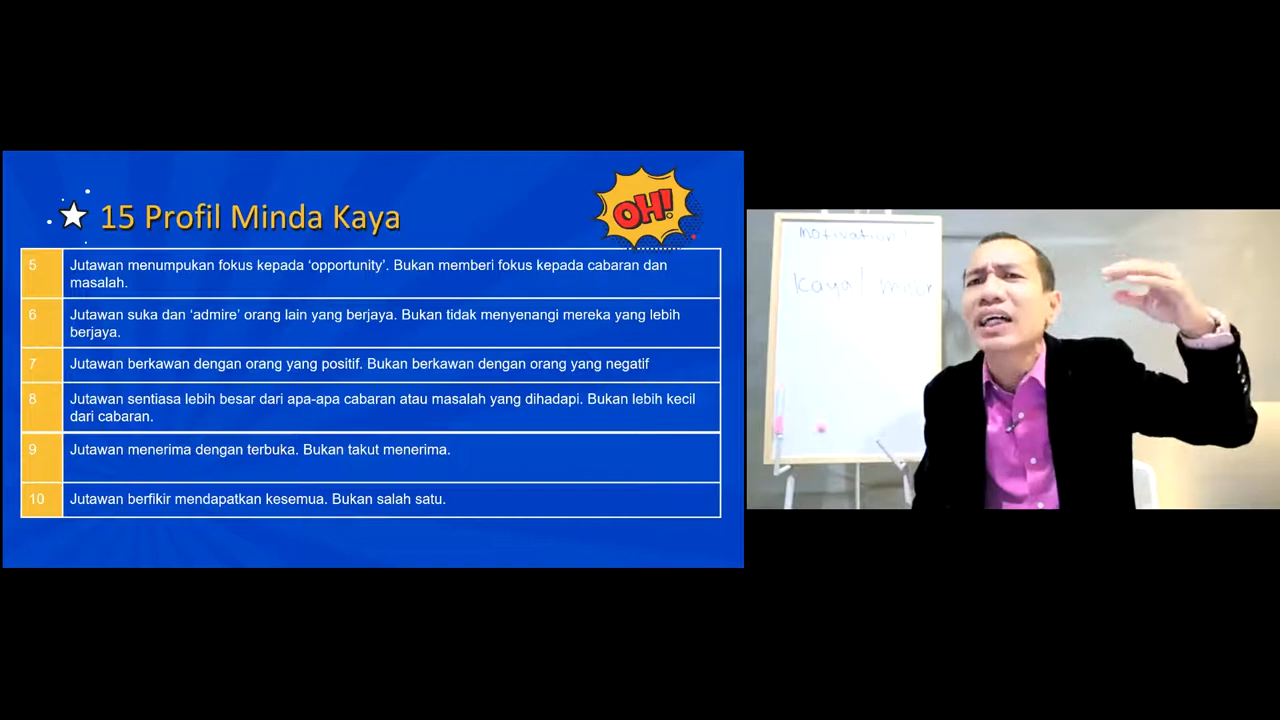 15 Profil Minda Kaya
OH!
5 Jutawan menumpukan fokus kepada ‘opportunity’. Bukan memberi fokus kepada cabaran dan
masalah.
6 Jutawan suka dan ‘admire’ orang lain yang berjaya. Bukan tidak menyenangi mereka yang lebih
berjaya.
7 Jutawan berkawan dengan orang yang positif. Bukan berkawan dengan orang yang negatif
8 Jutawan sentiasa lebih besar dari apa-apa cabaran atau masalah yang dihadapi. Bukan lebih kecil
dari cabaran.
9 Jutawan menerima dengan terbuka. Bukan takut menerima.
10 Jutawan berfikir mendapatkan kesemua. Bukan salah satu.
motivation
kaya/